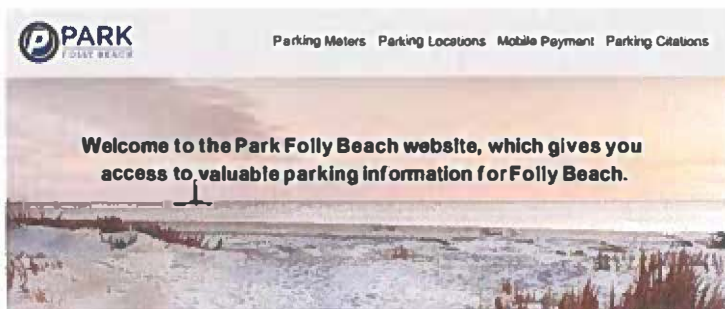 PARK
FOLLY BEACH
Parking Meters Parking Locations Mobile Payment Parking Citations
Welcome to the Park Folly Beach website, which gives you
access to valuable parking information for Folly Beach.